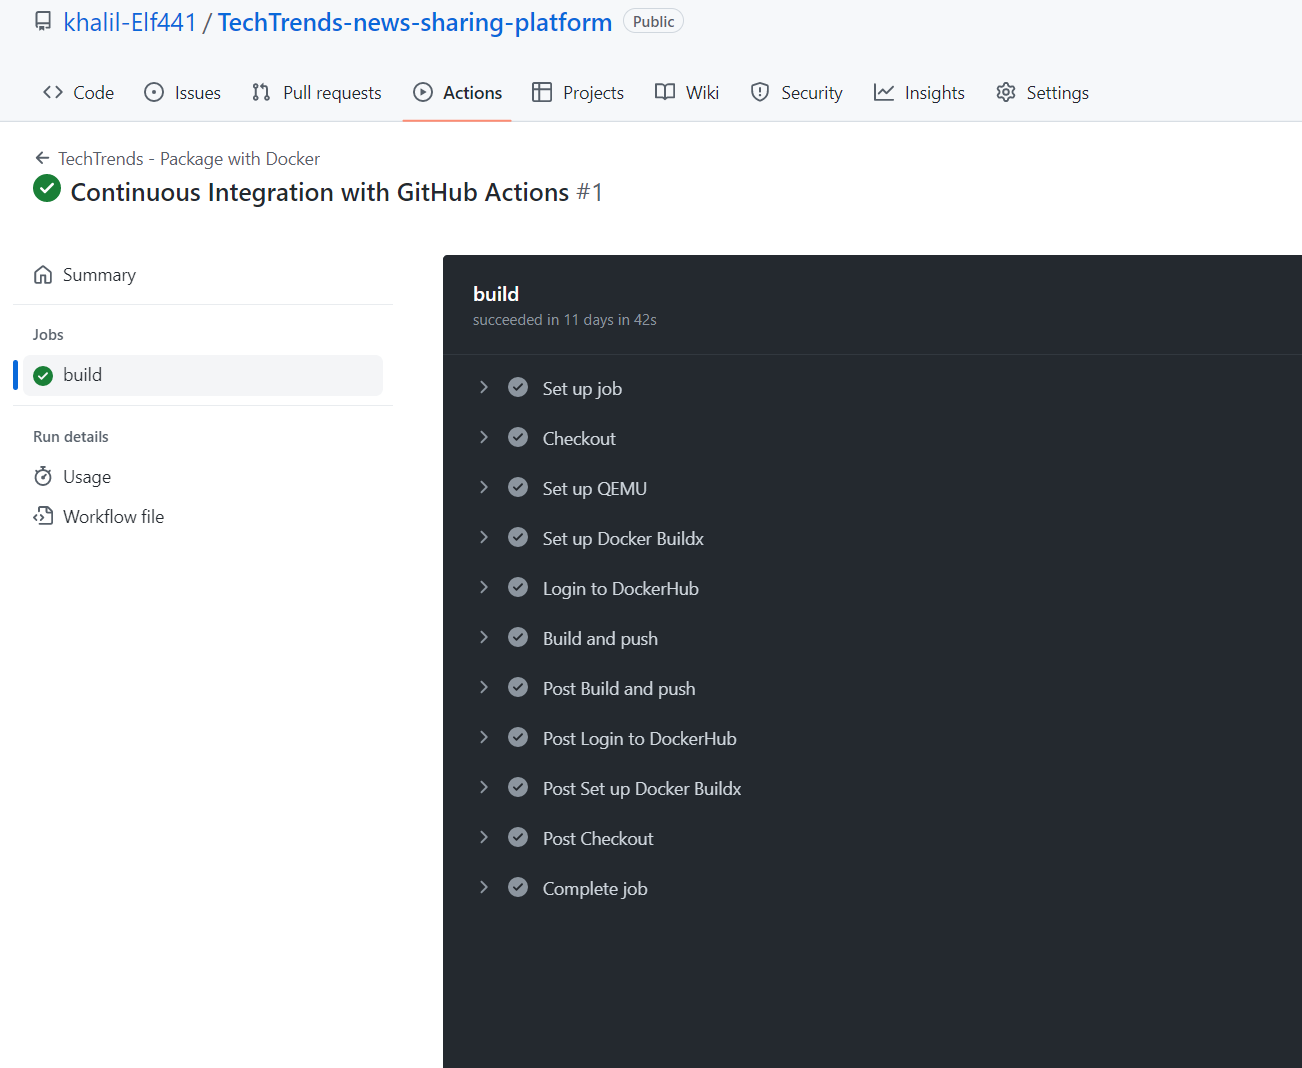 khalil-Elf441 / TechTrends-news-sharing-platform Public
Code Issues Pull requests Actions Projects Wiki Security Insights Settings
TechTrends - Package with Docker
Continuous Integration with GitHub Actions #1
Summary
Jobs
build
Run details
Usage
Workflow file
build
succeeded in 11 days in 42s
Set up job
Checkout
Set up QEMU
Set up Docker Buildx
Login to DockerHub
Build and push
Post Build and push
Post Login to DockerHub
Post Set up Docker Buildx
Post Checkout
Complete job